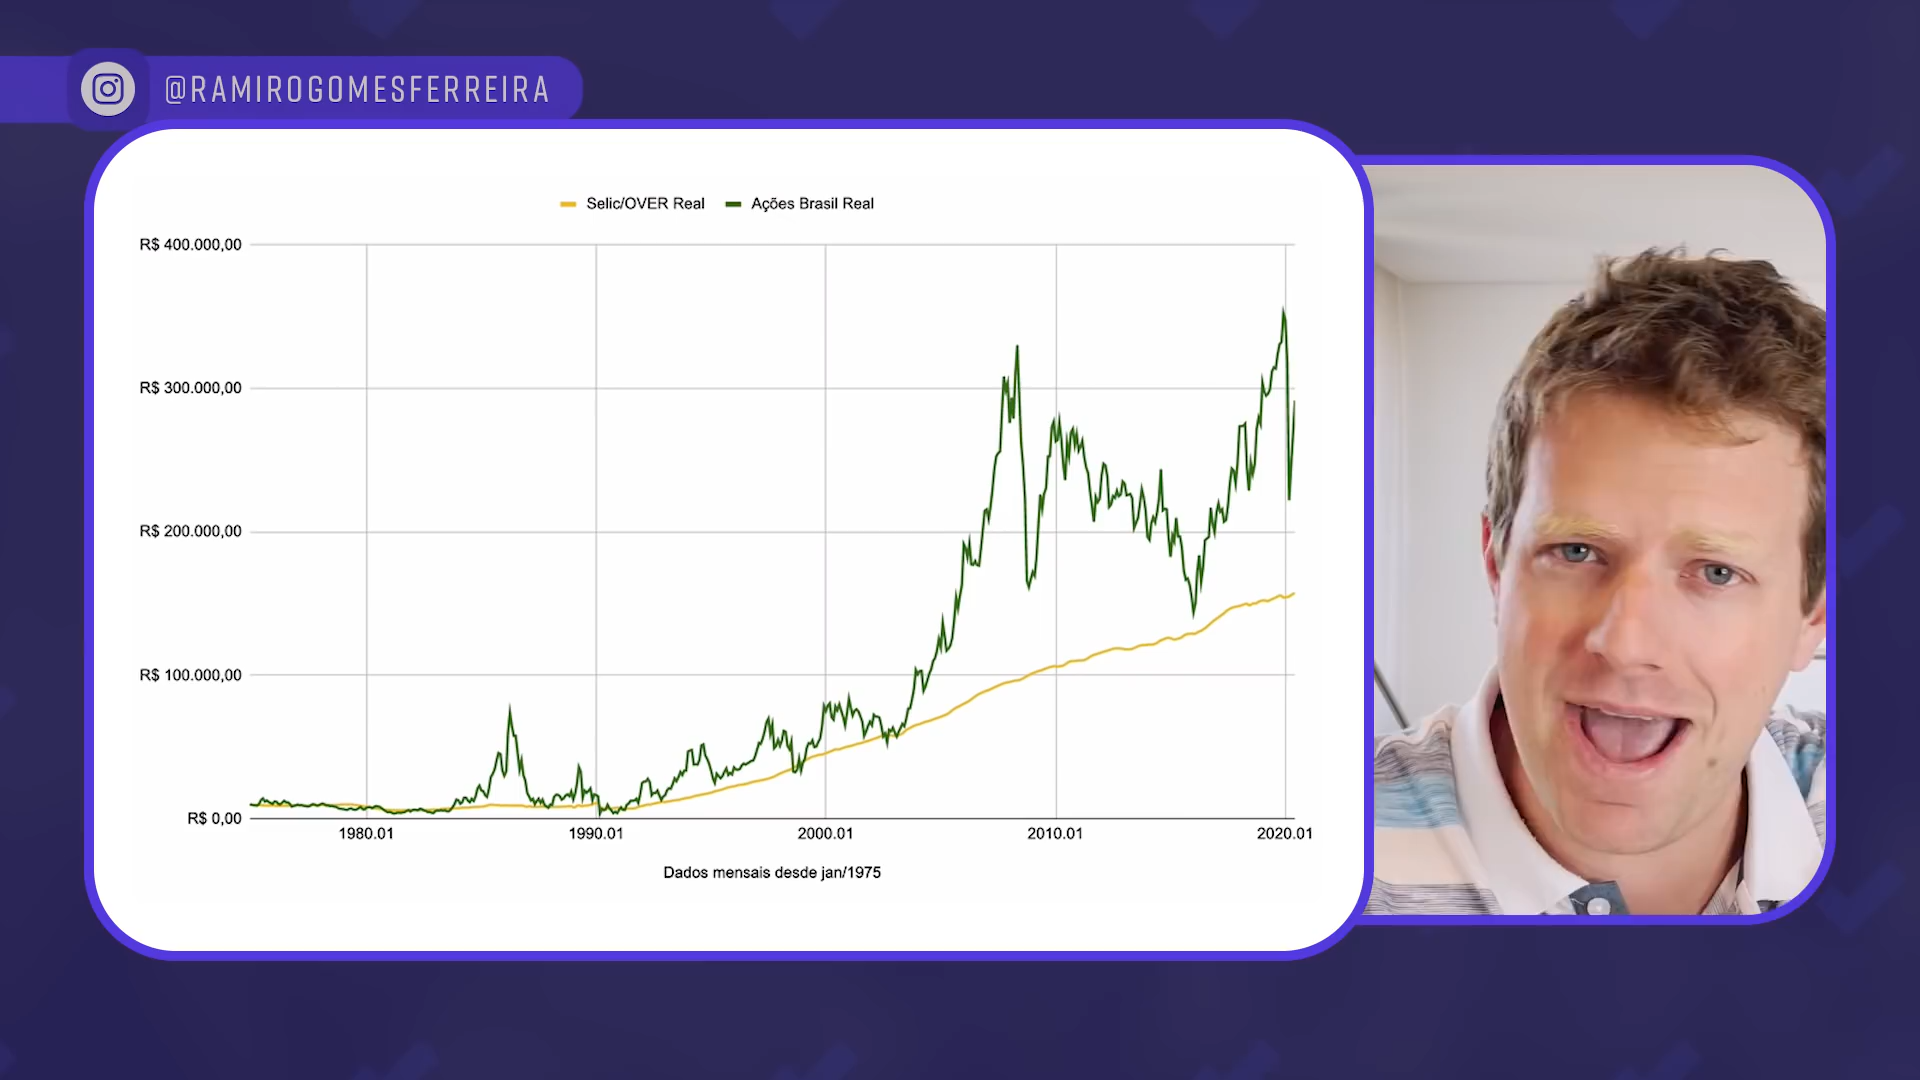 @RAMIROGOMESFERREIRA
Selic/OVER Real Ações Brasil Real
R$ 400.000,00
R$ 300.000,00
R$ 200.000,00
R$ 100.000,00
R$ 0,00
1980.01 1990.01 2000.01 2010.01 2020.01
Dados mensais desde jan/1975